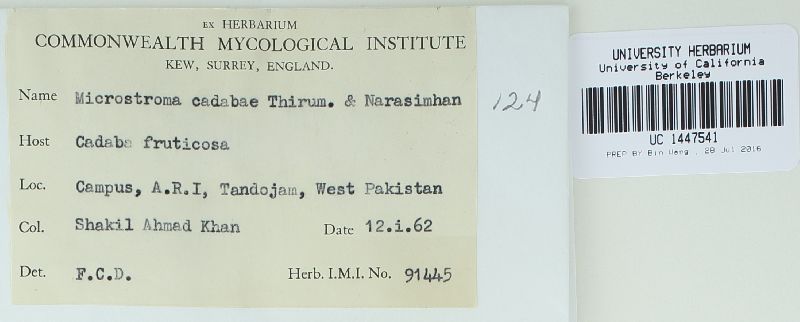 EX HERBARIUM
COMMONWEALTH MYCOLOGICAL INSTITUTE
KEW, SURREY, ENGLAND.
Name Microstroma cadabae Thirum. & Narasimhan
Host Cadaba fruticosa
Loc. Campus, A.R.I, Tandojam, West Pakistan
Col. Shakil Ahmad Khan Date 12.i.62
Det. F.C.D. Herb. I.M.I. No. 91445
124
UNIVERSITY HERBARIUM
University of California
Berkeley
UC 1447541
PREP BY Bin Wang , 28 Jul 2016